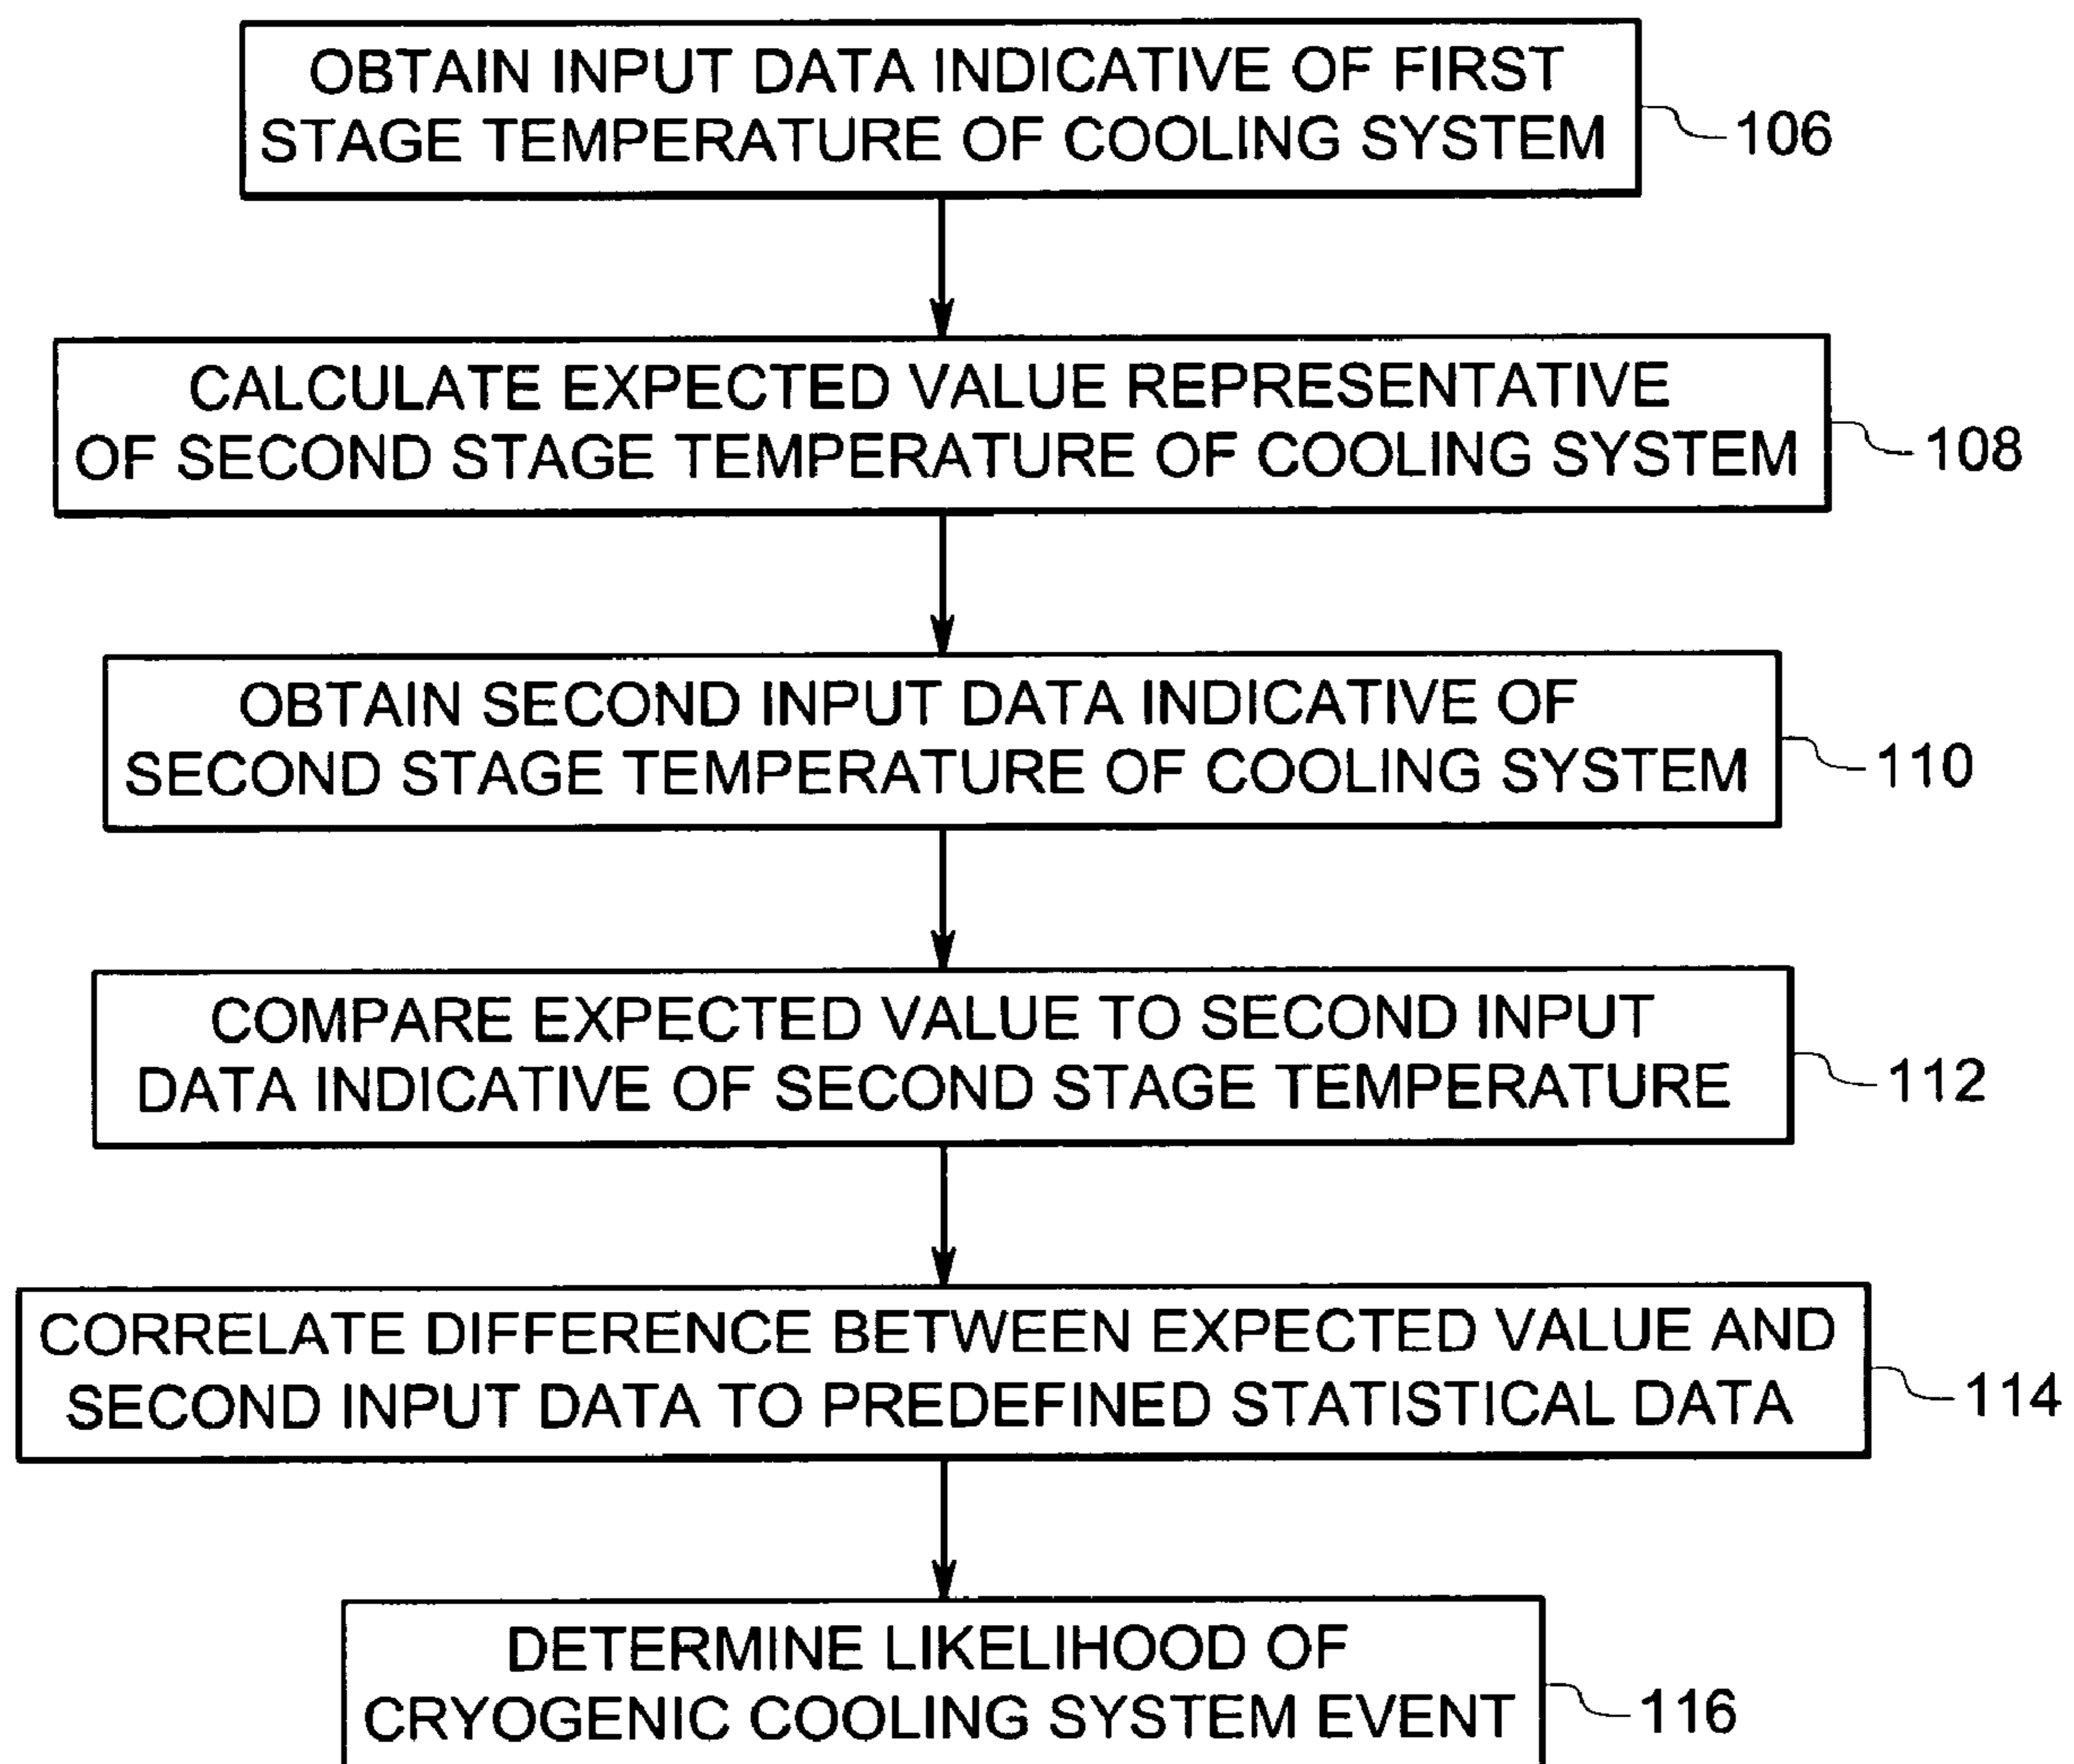 OBTAIN INPUT DATA INDICATIVE OF FIRST
STAGE TEMPERATURE OF COOLING SYSTEM
106
CALCULATE EXPECTED VALUE REPRESENTATIVE
OF SECOND STAGE TEMPERATURE OF COOLING SYSTEM
108
OBTAIN SECOND INPUT DATA INDICATIVE OF
SECOND STAGE TEMPERATURE OF COOLING SYSTEM
110
COMPARE EXPECTED VALUE TO SECOND INPUT
DATA INDICATIVE OF SECOND STAGE TEMPERATURE
112
CORRELATE DIFFERENCE BETWEEN EXPECTED VALUE AND
SECOND INPUT DATA TO PREDEFINED STATISTICAL DATA
114
DETERMINE LIKELIHOOD OF
CRYOGENIC COOLING SYSTEM EVENT
116